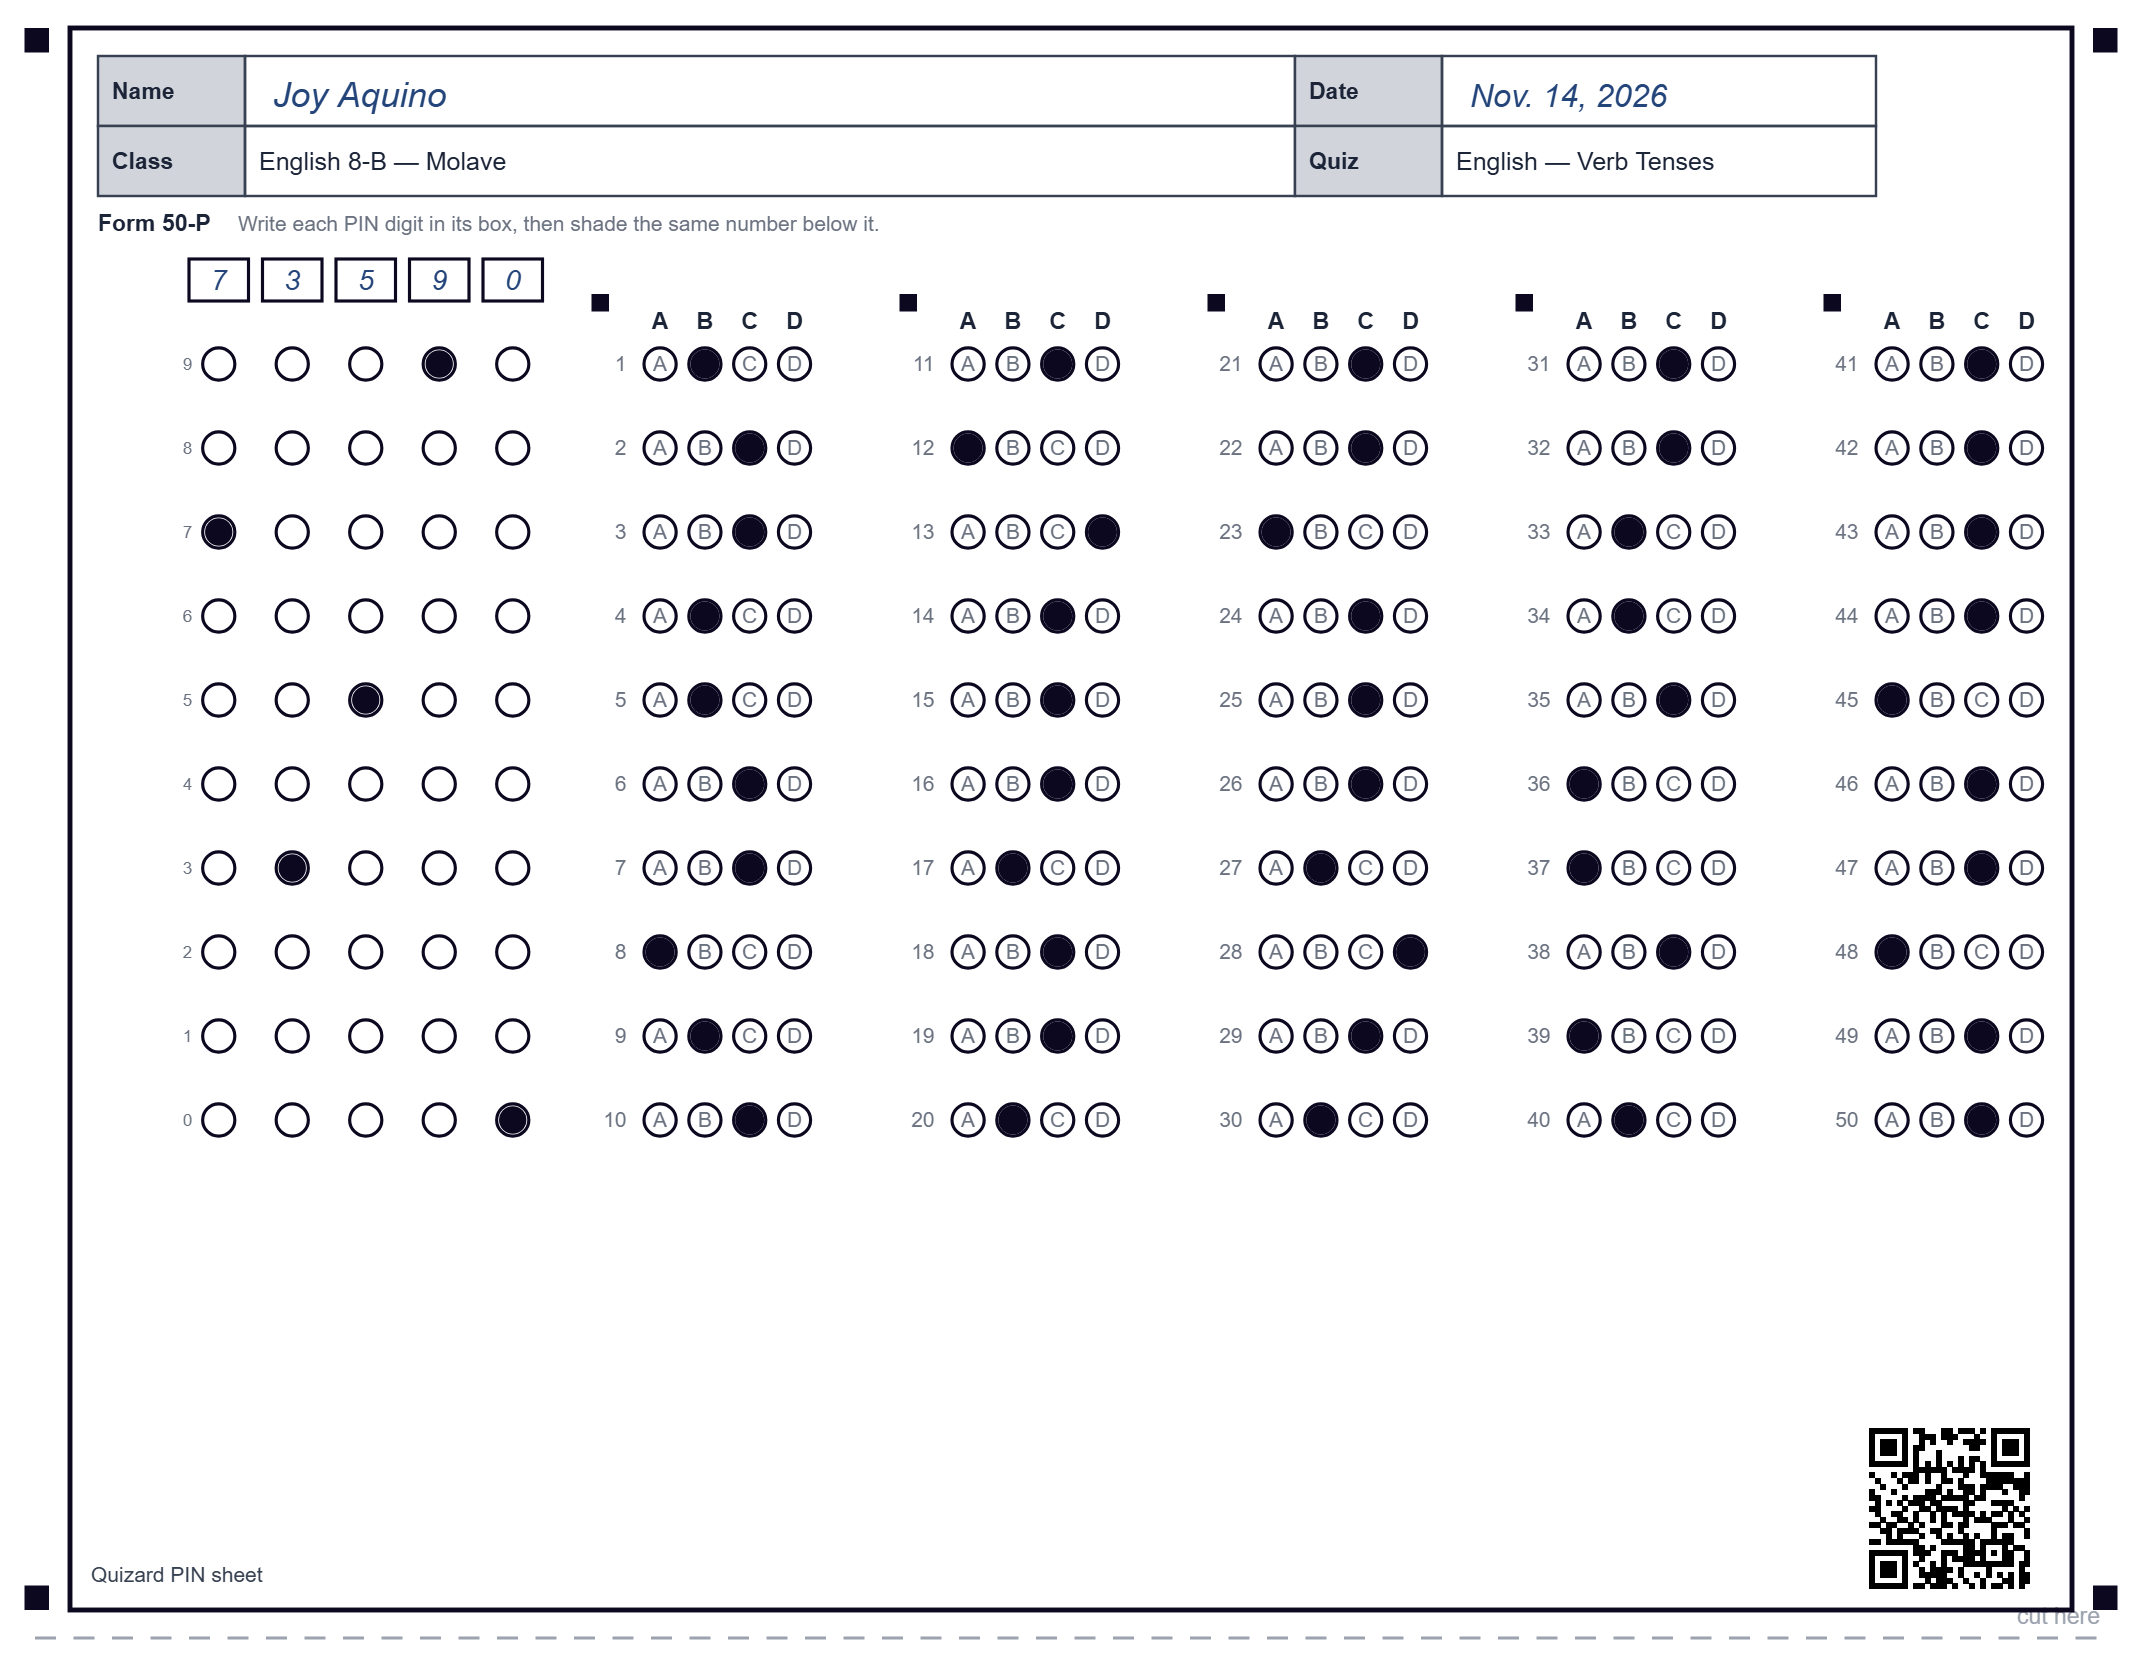 Name Joy Aquino Date Nov. 14, 2026
Class English 8-B — Molave Quiz English — Verb Tenses
Form 50-P Write each PIN digit in its box, then shade the same number below it.
7 3 5 9 0
A B C D A B C D A B C D A B C D A B C D
9 1 A C D 11 A B D 21 A B D 31 A B D 41 A B D
8 2 A B D 12 B C D 22 A B D 32 A B D 42 A B D
7 3 A B D 13 A B C 23 B C D 33 A C D 43 A B D
6 4 A C D 14 A B D 24 A B D 34 A C D 44 A B D
5 5 A C D 15 A B D 25 A B D 35 A B D 45 B C D
4 6 A B D 16 A B D 26 A B D 36 B C D 46 A B D
3 7 A B D 17 A C D 27 A C D 37 B C D 47 A B D
2 8 B C D 18 A B D 28 A B C 38 A B D 48 B C D
1 9 A C D 19 A B D 29 A B D 39 B C D 49 A B D
0 10 A B D 20 A C D 30 A C D 40 A C D 50 A B D
Quizard PIN sheet
cut here